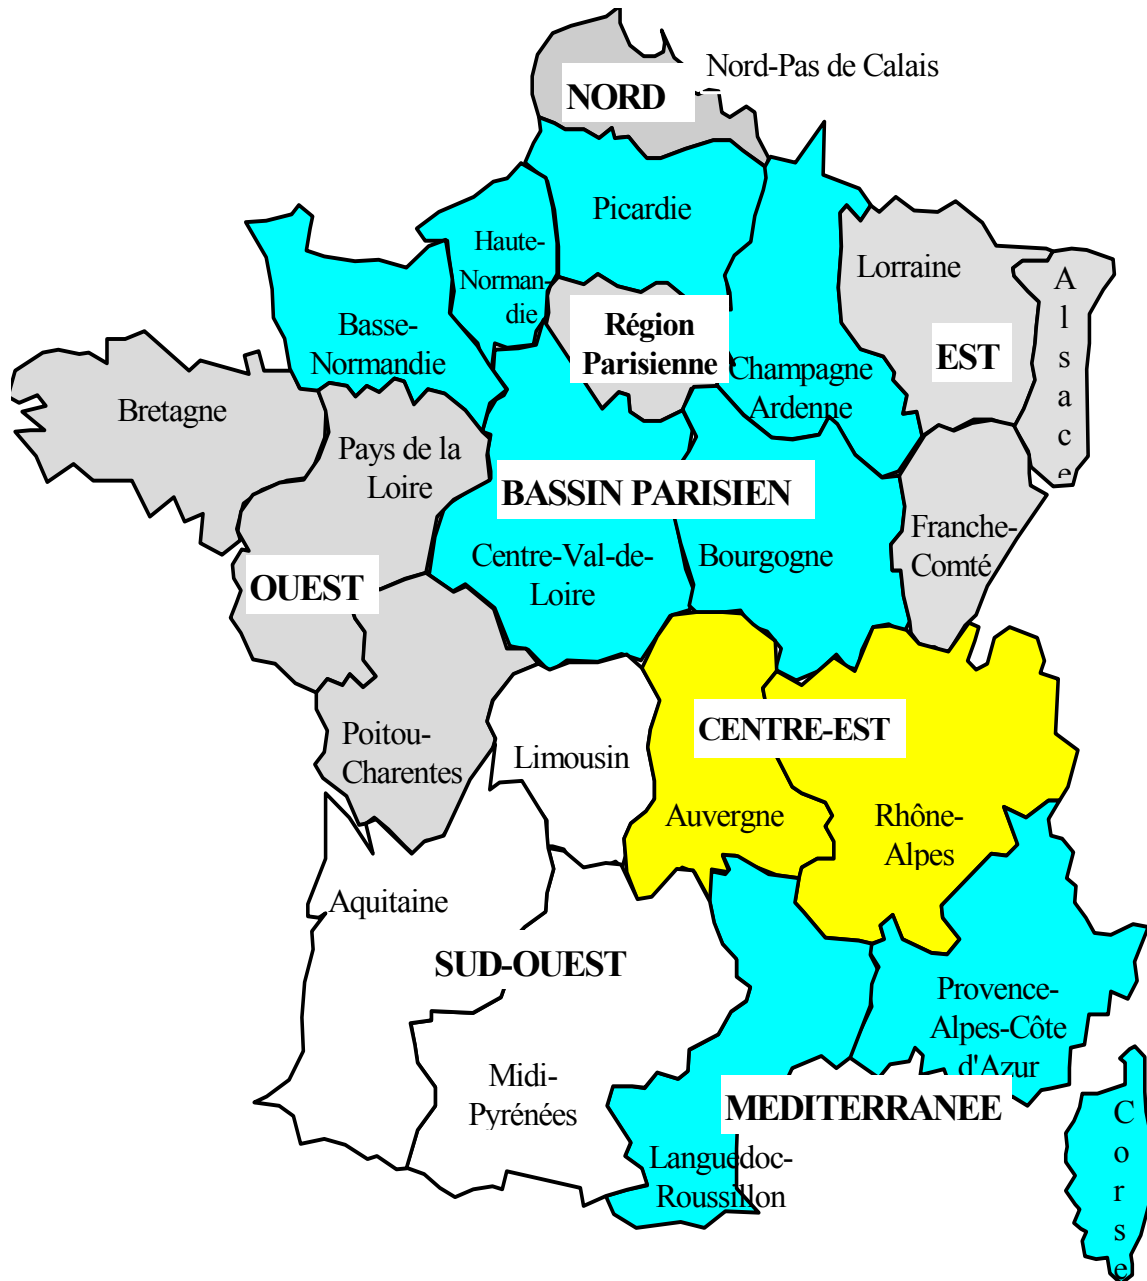 Nord-Pas de Calais
NORD
Picardie
Haute-
Norman-
die
Basse-
Normandie
Région
Parisienne
Champagne
Ardenne
Lorraine
EST
A
l
s
a
c
e
Bretagne
Pays de la
Loire
BASSIN PARISIEN
Centre-Val-de-
Loire
Bourgogne
Franche-
Comté
OUEST
Poitou-
Charentes
Limousin
CENTRE-EST
Auvergne
Rhône-
Alpes
Aquitaine
SUD-OUEST
Midi-
Pyrénées
Provence-
Alpes-Côte
d'Azur
MEDITERRANEE
Languedoc-
Roussillon
C
o
r
s
e